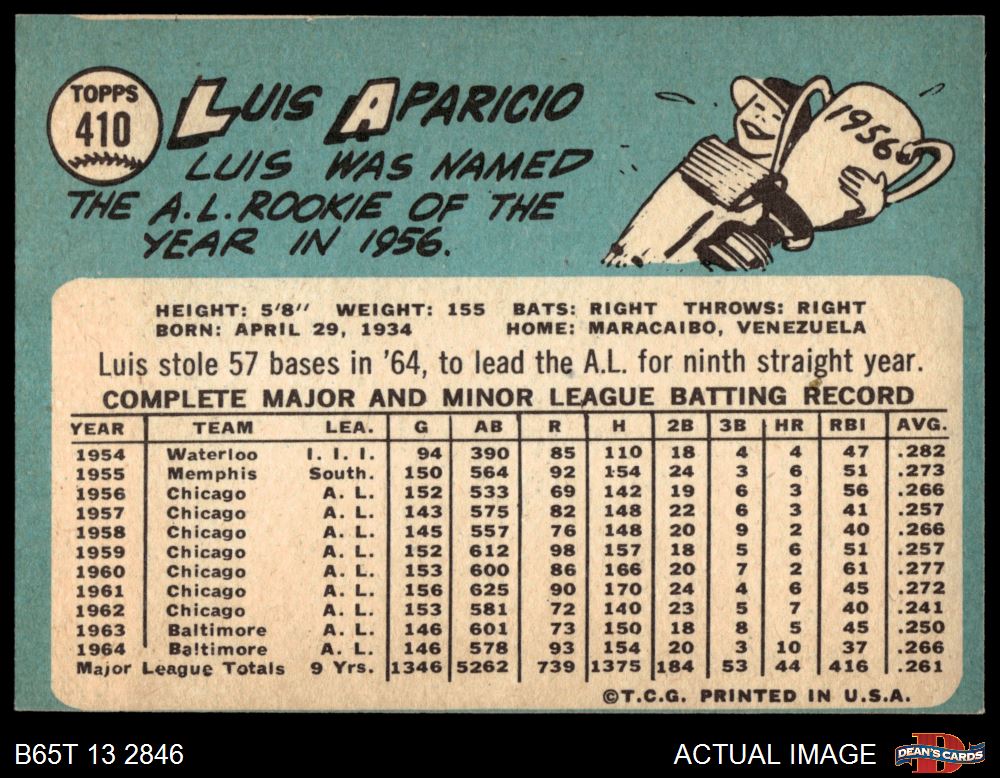 TOPPS
410
LUIS APARICIO
LUIS WAS NAMED
THE A.L. ROOKIE OF THE
YEAR IN 1956.
1956
HEIGHT: 5'8" WEIGHT: 155 BATS: RIGHT THROWS: RIGHT
BORN: APRIL 29, 1934 HOME: MARACAIBO, VENEZUELA
Luis stole 57 bases in '64, to lead the A.L. for ninth straight year.
COMPLETE MAJOR AND MINOR LEAGUE BATTING RECORD
YEAR TEAM LEA. G AB R H 2B 3B HR RBI AVG.
1954 Waterloo I. I. I. 94 390 85 110 18 4 4 47 .282
1955 Memphis South. 150 564 92 154 24 3 6 51 .273
1956 Chicago A. L. 152 533 69 142 19 6 3 56 .266
1957 Chicago A. L. 143 575 82 148 22 6 3 41 .257
1958 Chicago A. L. 145 557 76 148 20 9 2 40 .266
1959 Chicago A. L. 152 612 98 157 18 5 6 51 .257
1960 Chicago A. L. 153 600 86 166 20 7 2 61 .277
1961 Chicago A. L. 156 625 90 170 24 4 6 45 .272
1962 Chicago A. L. 153 581 72 140 23 5 7 40 .241
1963 Baltimore A. L. 146 601 73 150 18 8 5 45 .250
1964 Baltimore A. L. 146 578 93 154 20 3 10 37 .266
Major League Totals 9 Yrs. 1346 5262 739 1375 184 53 44 416 .261
©T.C.G. PRINTED IN U.S.A.
B65T 13 2846 ACTUAL IMAGE DEAN'S CARDS